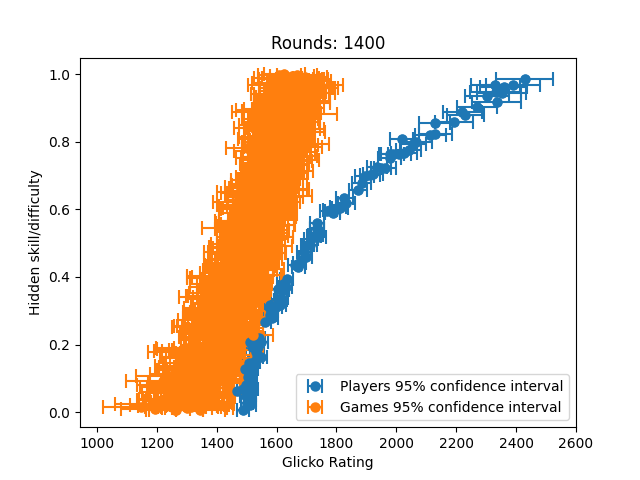 Rounds: 1400
Hidden skill/difficulty
1.0
0.8
0.6
0.4
0.2
0.0
Players 95% confidence interval
Games 95% confidence interval
1000 1200 1400 1600 1800 2000 2200 2400 2600
Glicko Rating